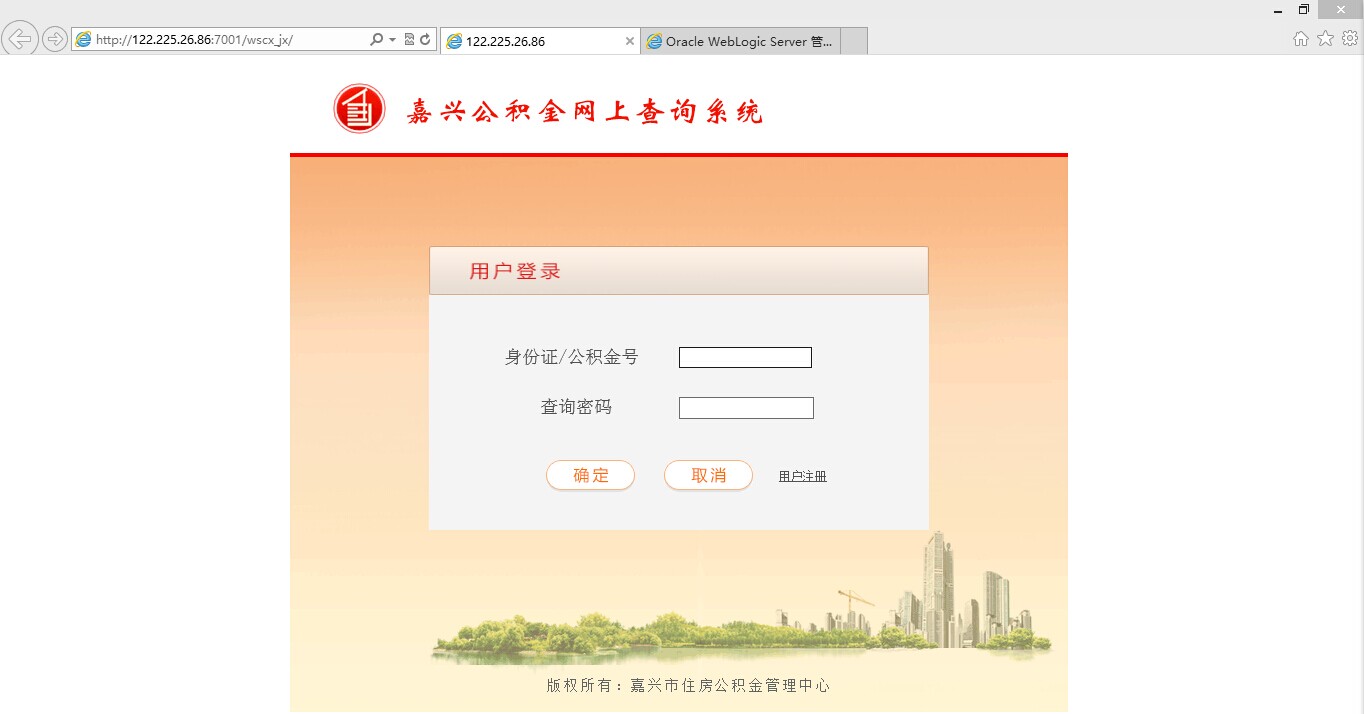 http://122.225.26.86:7001/wscx_jx/
122.225.26.86
Oracle WebLogic Server 管...
嘉兴公积金网上查询系统
用户登录
身份证/公积金号
查询密码
确定 取消 用户注册
版权所有：嘉兴市住房公积金管理中心